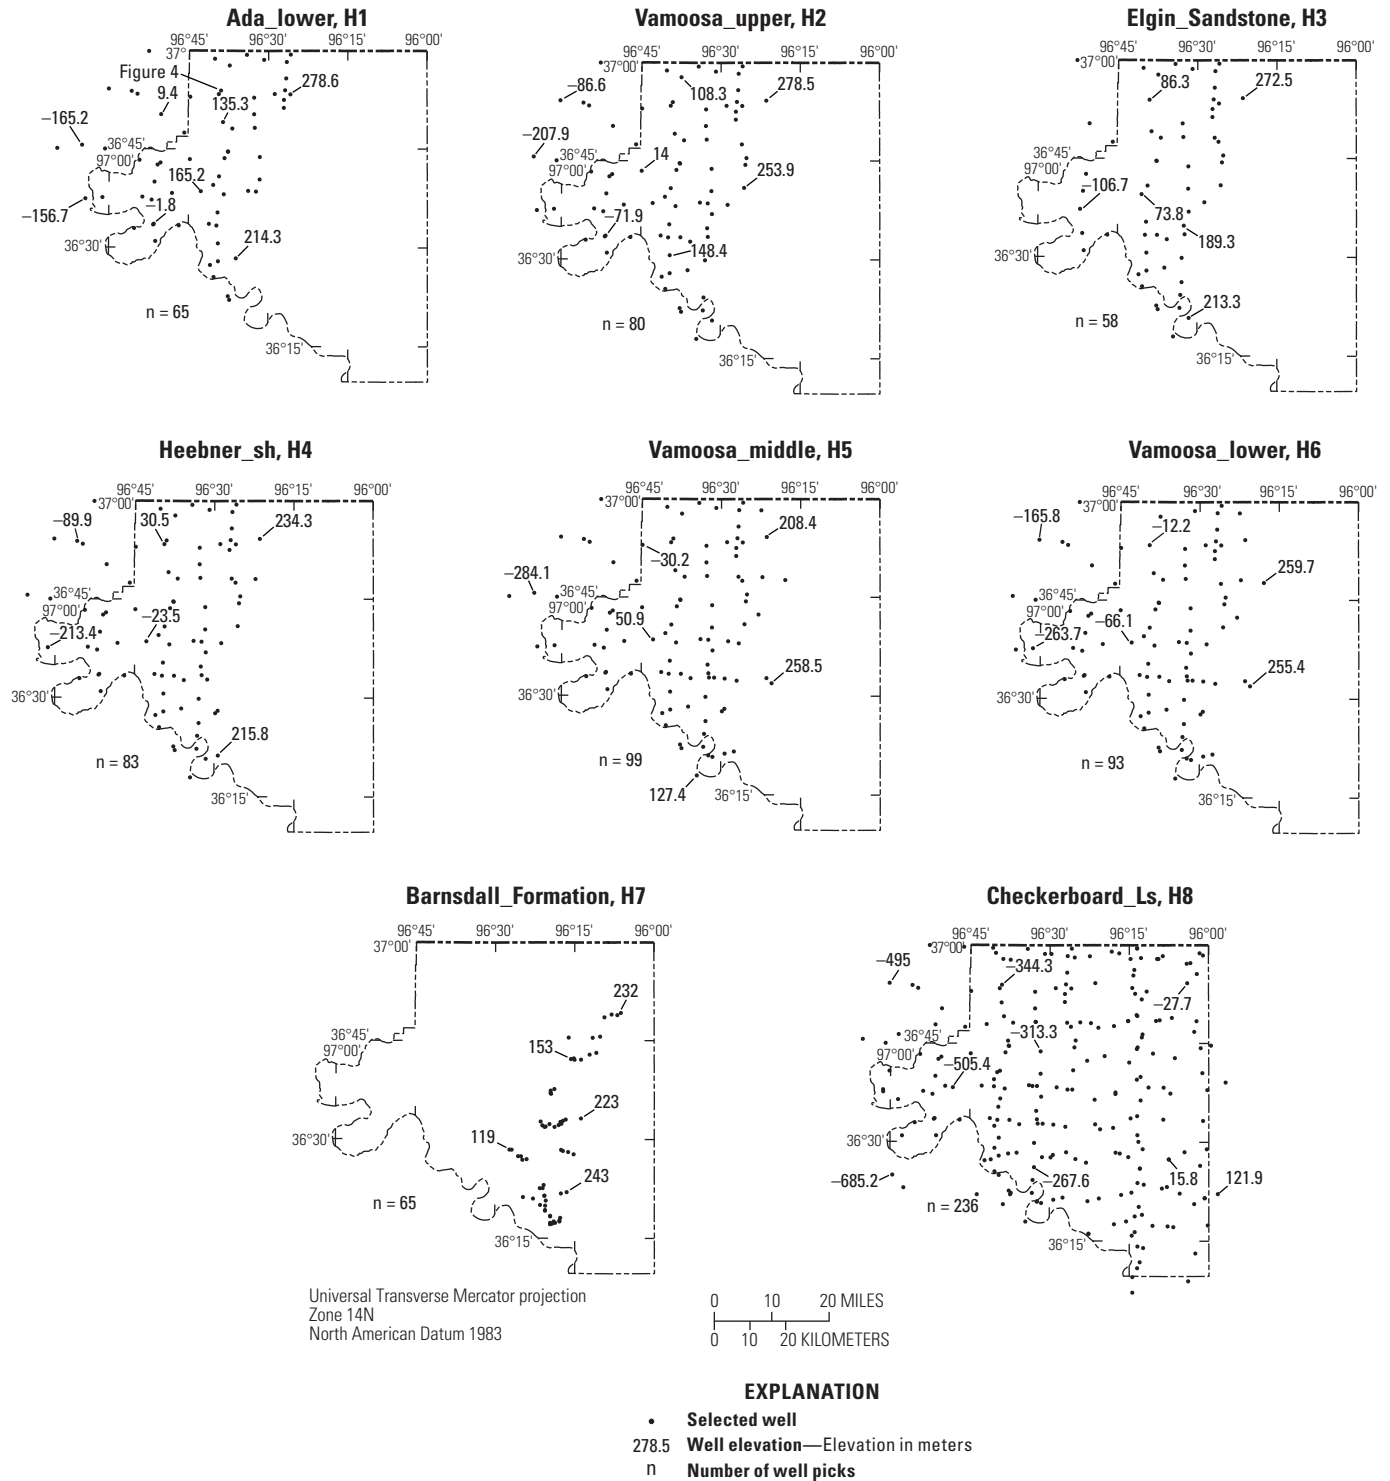 Ada_lower, H1
96°45' 96°30' 96°15' 96°00'
37°
Figure 4
278.6
9.4
135.3
–165.2
36°45'
97°00'
165.2
–156.7
–1.8
36°30'
214.3
n = 65
36°15'
Vamoosa_upper, H2
96°45' 96°30' 96°15' 96°00'
37°00'
–86.6
108.3
278.5
–207.9
36°45'
14
97°00'
253.9
–71.9
36°30'
148.4
n = 80
36°15'
Elgin_Sandstone, H3
96°45' 96°30' 96°15' 96°00'
37°00'
86.3
272.5
36°45'
97°00'
–106.7
73.8
189.3
36°30'
213.3
n = 58
36°15'
Heebner_sh, H4
96°45' 96°30' 96°15' 96°00'
37°00'
–89.9
30.5
234.3
36°45'
97°00'
–23.5
–213.4
36°30'
215.8
n = 83
36°15'
Vamoosa_middle, H5
96°45' 96°30' 96°15' 96°00'
37°00'
208.4
–30.2
–284.1
36°45'
97°00'
50.9
258.5
36°30'
n = 99
127.4
36°15'
Vamoosa_lower, H6
96°45' 96°30' 96°15' 96°00'
37°00'
–165.8
–12.2
259.7
36°45'
97°00'
–66.1
–263.7
255.4
36°30'
n = 93
36°15'
Barnsdall_Formation, H7
96°45' 96°30' 96°15' 96°00'
37°00'
232
36°45'
153
97°00'
223
119
36°30'
243
n = 65
36°15'
Checkerboard_Ls, H8
96°45' 96°30' 96°15' 96°00'
37°00'
–495
–344.3
–27.7
36°45'
–313.3
97°00'
–505.4
36°30'
–685.2
–267.6
15.8
121.9
n = 236
36°15'
Universal Transverse Mercator projection
Zone 14N
North American Datum 1983
0 10 20 MILES
0 10 20 KILOMETERS
EXPLANATION
Selected well
278.5 Well elevation—Elevation in meters
n Number of well picks